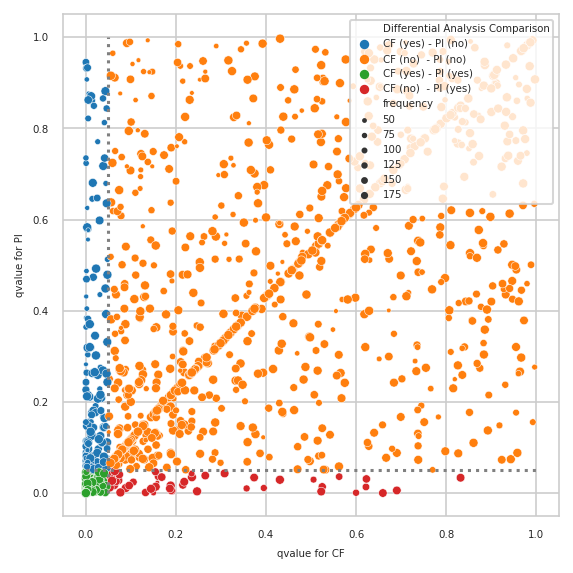 Differential Analysis Comparison
CF (yes) - PI (no)
CF (no)  - PI (no)
CF (yes) - PI (yes)
CF (no)  - PI (yes)
frequency
50
75
100
125
150
175
1.0
0.8
0.6
0.4
0.2
0.0
qvalue for PI
0.0 0.2 0.4 0.6 0.8 1.0
qvalue for CF